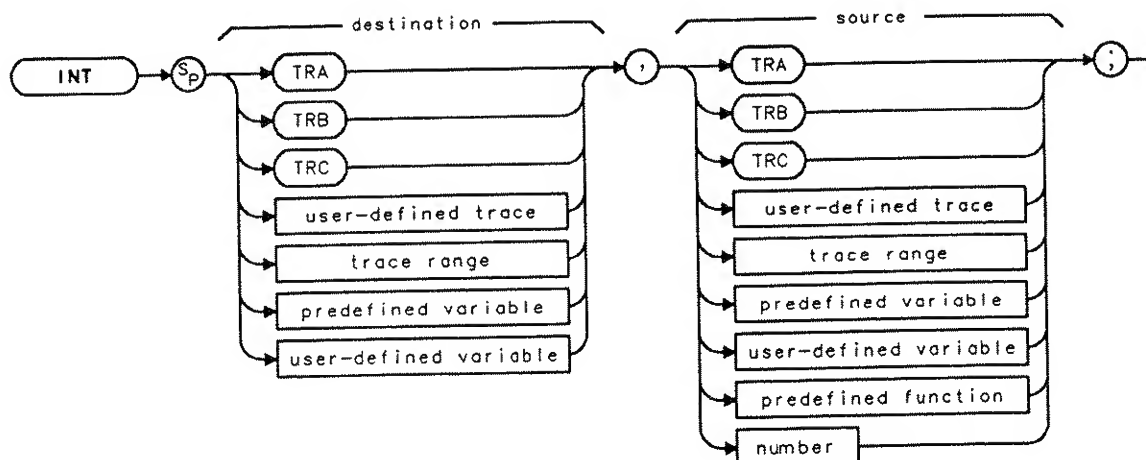 destination
source
INT
SP
TRA
TRB
TRC
user-defined trace
trace range
predefined variable
user-defined variable
,
TRA
TRB
TRC
user-defined trace
trace range
predefined variable
user-defined variable
predefined function
number
;